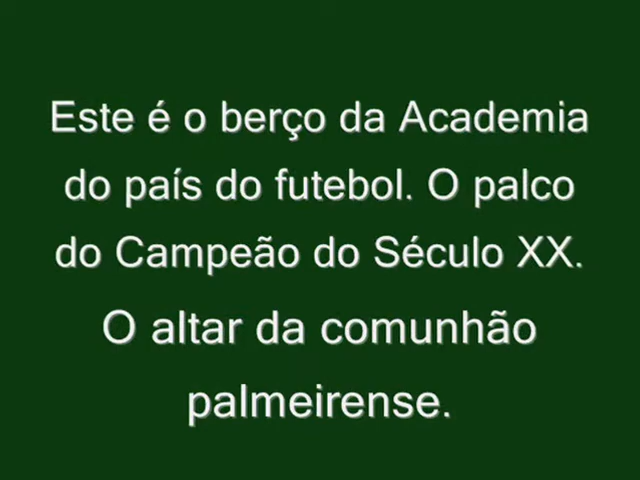 Este é o berço da Academia
do país do futebol. O palco
do Campeão do Século XX.
O altar da comunhão
palmeirense.